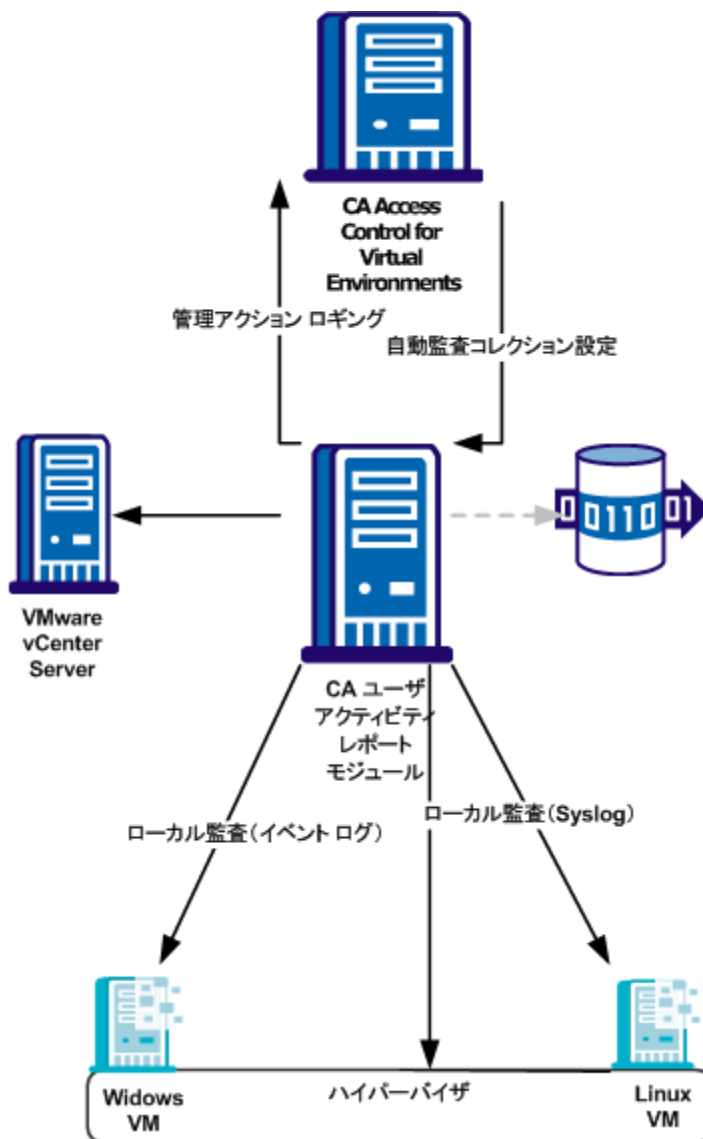 CA Access
Control for
Virtual
Environments
管理アクション ロギング
自動監査コレクション設定
0 0110 01
VMware
vCenter
Server
CA ユーザ
アクティビティ
レポート
モジュール
ローカル監査(Syslog)
ローカル監査(イベント ログ)
ハイパーバイザ
Widows
VM
Linux
VM